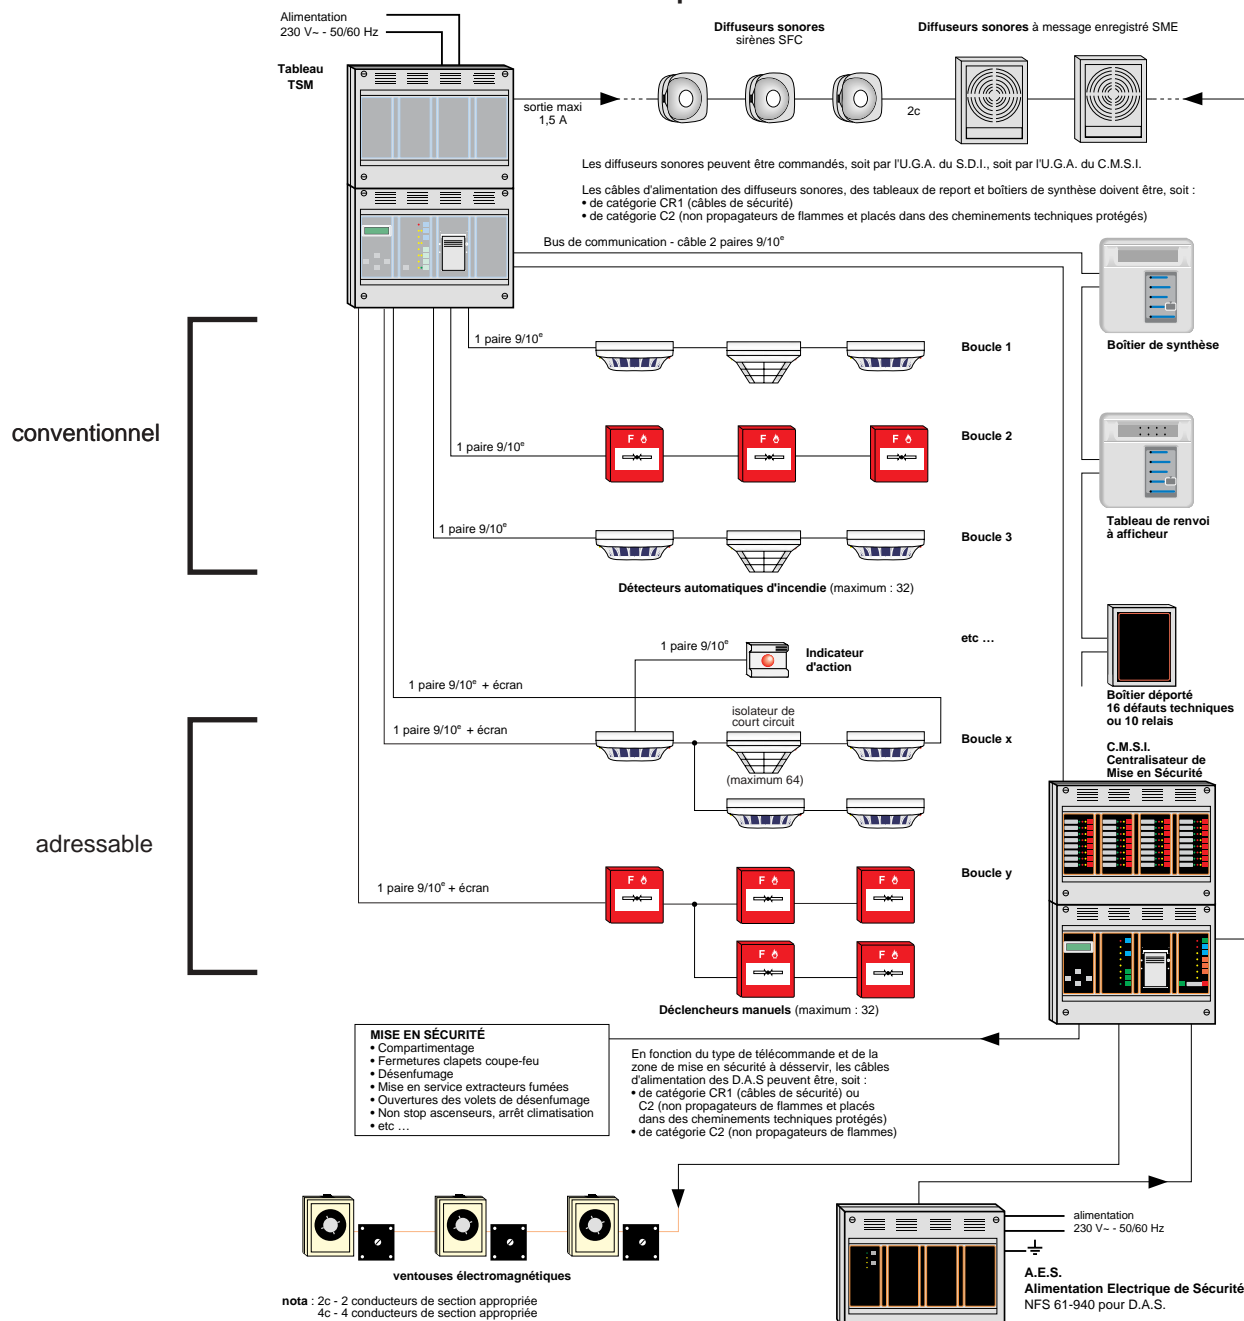 Alimentation
230 V~ - 50/60 Hz
Tableau
TSM
Diffuseurs sonores
sirènes SFC
Diffuseurs sonores à message enregistré SME
sortie maxi
1,5 A
2c
Les diffuseurs sonores peuvent être commandés, soit par l'U.G.A. du S.D.I., soit par l'U.G.A. du C.M.S.I.
Les câbles d'alimentation des diffuseurs sonores, des tableaux de report et boîtiers de synthèse doivent être, soit :
• de catégorie CR1 (câbles de sécurité)
• de catégorie C2 (non propagateurs de flammes et placés dans des cheminements techniques protégés)
Bus de communication - câble 2 paires 9/10e
Boîtier de synthèse
conventionnel
1 paire 9/10e
Boucle 1
1 paire 9/10e
F
F
F
Boucle 2
Tableau de renvoi
à afficheur
1 paire 9/10e
Boucle 3
Détecteurs automatiques d'incendie (maximum : 32)
etc ...
1 paire 9/10e
Indicateur
d'action
Boîtier déporté
16 défauts techniques
ou 10 relais
adressable
1 paire 9/10e + écran
1 paire 9/10e + écran
isolateur de
court circuit
(maximum 64)
Boucle x
C.M.S.I.
Centralisateur de
Mise en Sécurité
1 paire 9/10e + écran
F
F
F
Boucle y
F
F
Déclencheurs manuels (maximum : 32)
MISE EN SÉCURITÉ
• Compartimentage
• Fermetures clapets coupe-feu
• Désenfumage
• Mise en service extracteurs fumées
• Ouvertures des volets de désenfumage
• Non stop ascenseurs, arrêt climatisation
• etc ...
En fonction du type de télécommande et de la
zone de mise en sécurité à désservir, les câbles
d'alimentation des D.A.S peuvent être, soit :
• de catégorie CR1 (câbles de sécurité) ou
C2 (non propagateurs de flammes et placés
dans des cheminements techniques protégés)
• de catégorie C2 (non propagateurs de flammes)
ventouses électromagnétiques
alimentation
230 V~ - 50/60 Hz
A.E.S.
Alimentation Electrique de Sécurité
NFS 61-940 pour D.A.S.
nota : 2c - 2 conducteurs de section appropriée
4c - 4 conducteurs de section appropriée